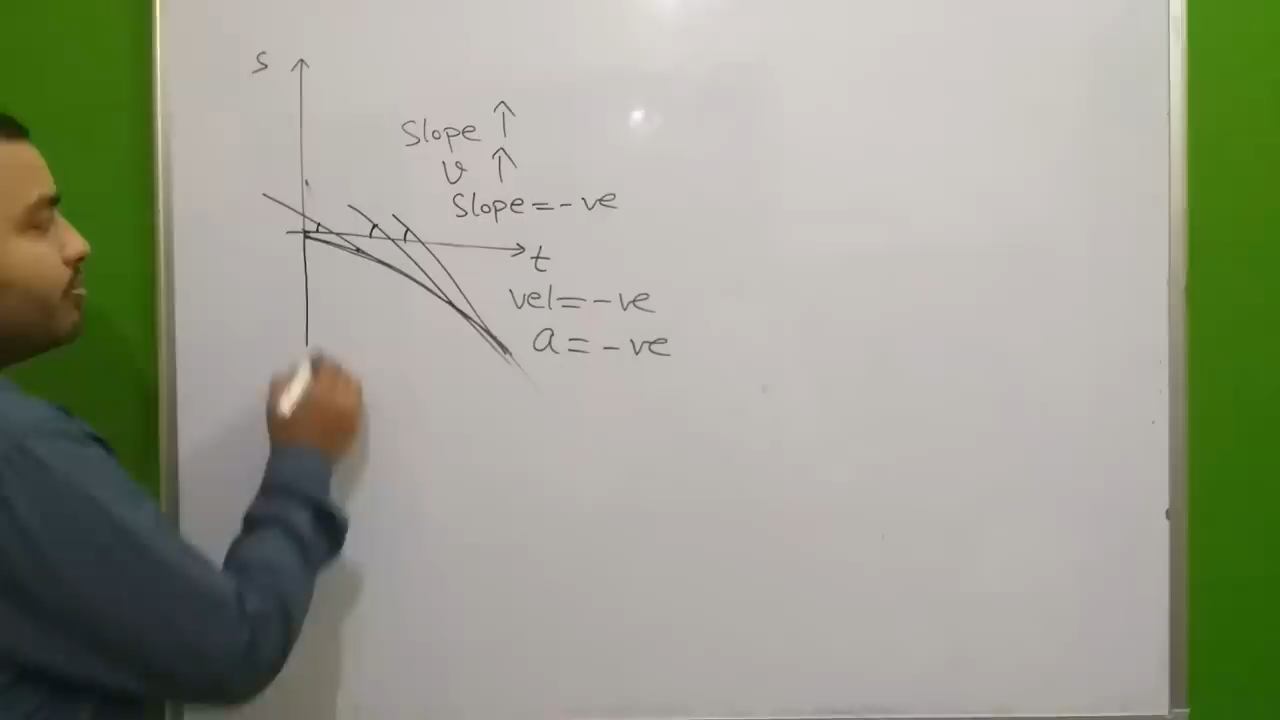 s
Slope ↑
v ↑
Slope = - ve
t
vel = - ve
a = - ve